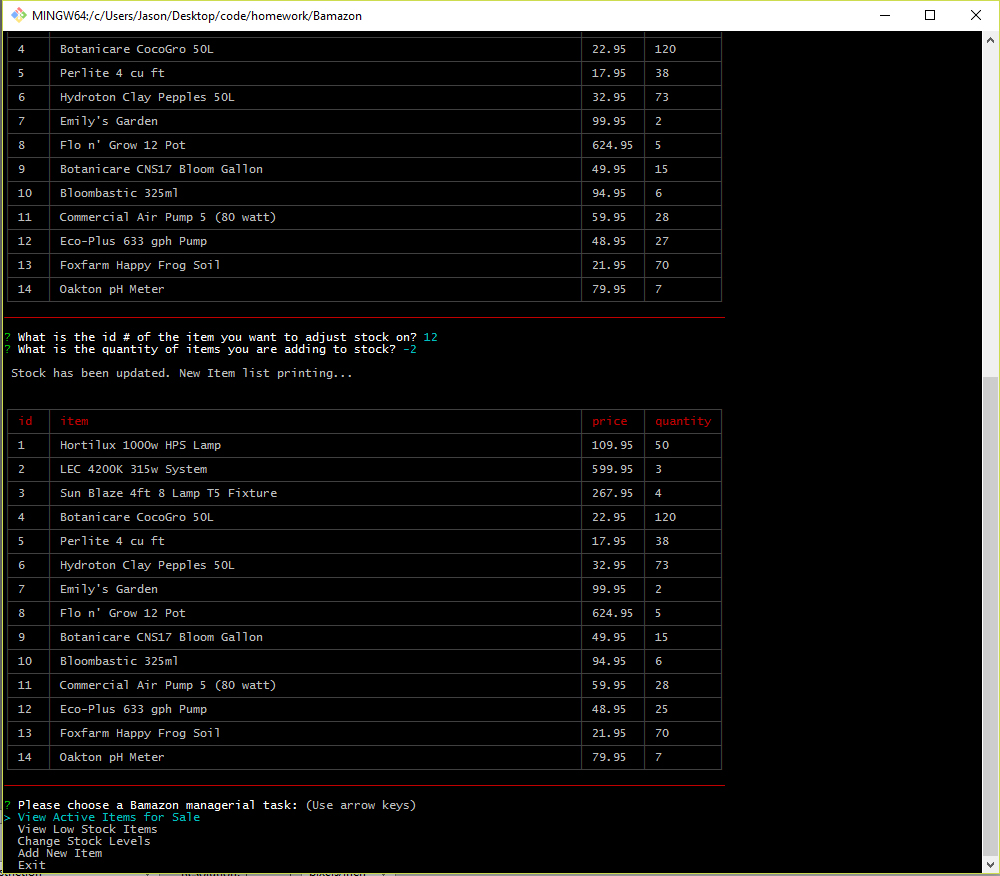 MINGW64:/c/Users/Jason/Desktop/code/homework/Bamazon
4 Botanicare CocoGro 50L 22.95 120
5 Perlite 4 cu ft 17.95 38
6 Hydroton Clay Pepples 50L 32.95 73
7 Emily's Garden 99.95 2
8 Flo n' Grow 12 Pot 624.95 5
9 Botanicare CNS17 Bloom Gallon 49.95 15
10 Bloombastic 325ml 94.95 6
11 Commercial Air Pump 5 (80 watt) 59.95 28
12 Eco-Plus 633 gph Pump 48.95 27
13 Foxfarm Happy Frog Soil 21.95 70
14 Oakton pH Meter 79.95 7
? What is the id # of the item you want to adjust stock on? 12
? What is the quantity of items you are adding to stock? -2
Stock has been updated. New Item list printing...
id item price quantity
1 Hortilux 1000w HPS Lamp 109.95 50
2 LEC 4200K 315w System 599.95 3
3 Sun Blaze 4ft 8 Lamp T5 Fixture 267.95 4
4 Botanicare CocoGro 50L 22.95 120
5 Perlite 4 cu ft 17.95 38
6 Hydroton Clay Pepples 50L 32.95 73
7 Emily's Garden 99.95 2
8 Flo n' Grow 12 Pot 624.95 5
9 Botanicare CNS17 Bloom Gallon 49.95 15
10 Bloombastic 325ml 94.95 6
11 Commercial Air Pump 5 (80 watt) 59.95 28
12 Eco-Plus 633 gph Pump 48.95 25
13 Foxfarm Happy Frog Soil 21.95 70
14 Oakton pH Meter 79.95 7
? Please choose a Bamazon managerial task: (Use arrow keys)
> View Active Items for Sale
View Low Stock Items
Change Stock Levels
Add New Item
Exit